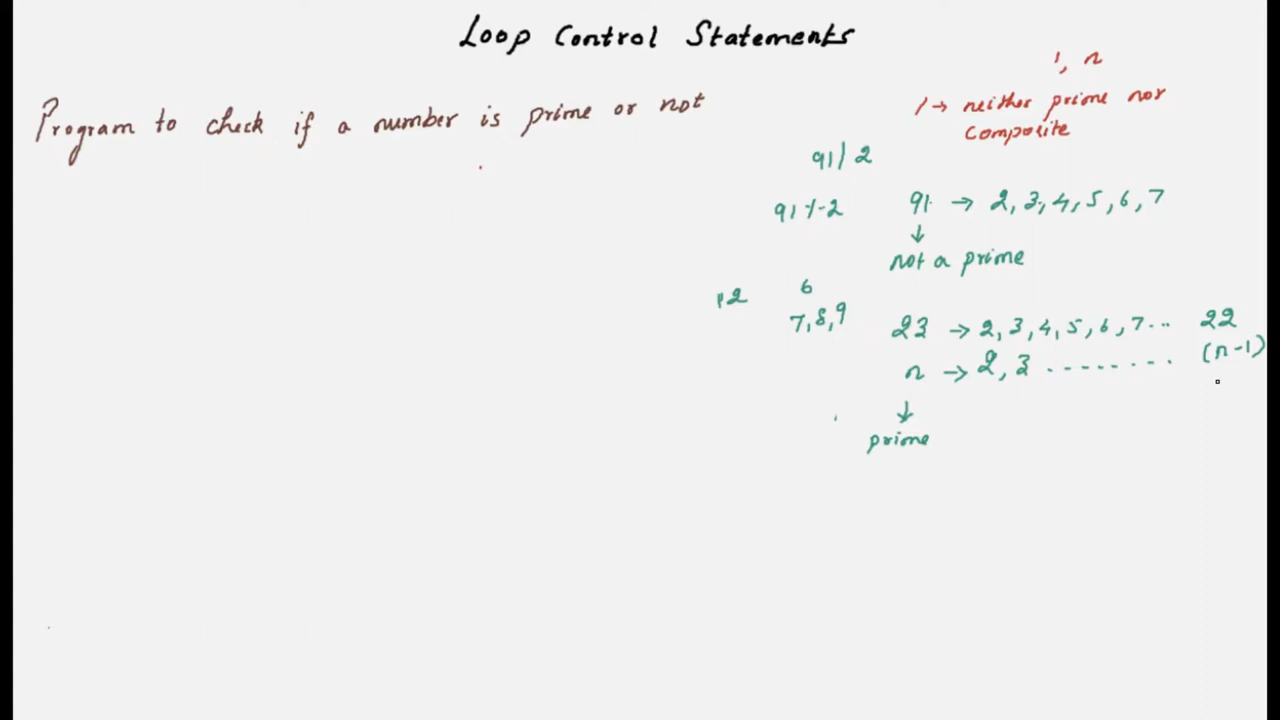 Loop Control Statements
1, n
Program to check if a number is prime or not
1 → neither prime nor
composite
91/2
91 % 2
91 → 2, 3, 4, 5, 6, 7
↓
not a prime
12
6
7, 8, 9
23 → 2, 3, 4, 5, 6, 7 ... 22
n → 2, 3 ......... (n-1)
↓
prime